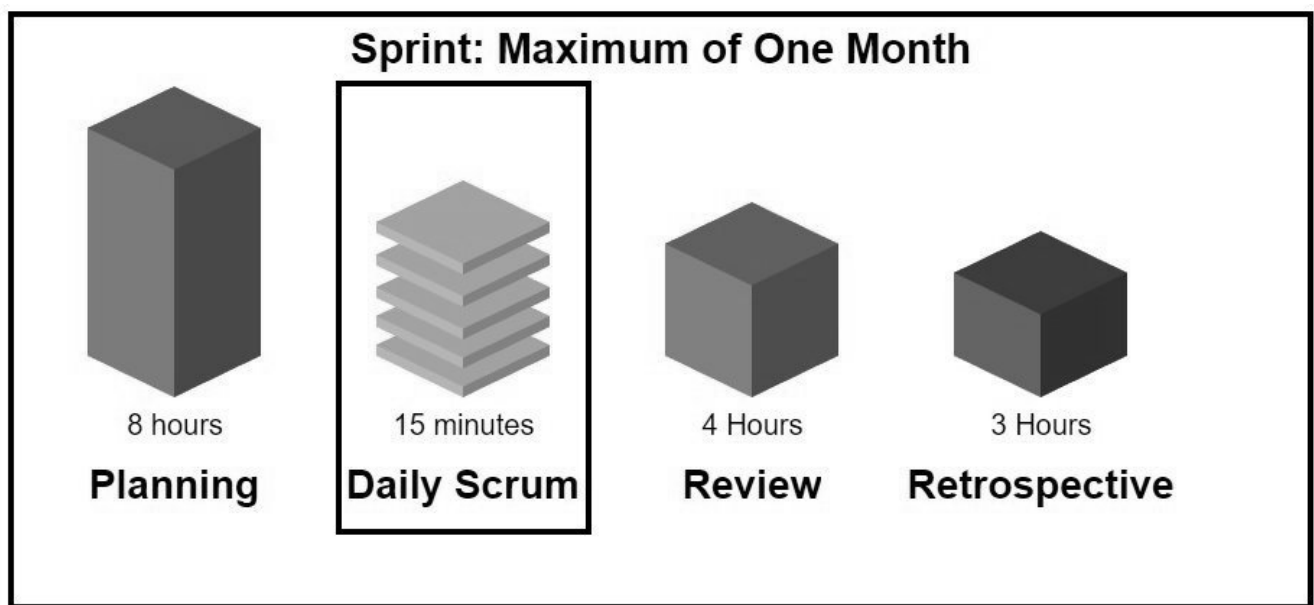 Sprint: Maximum of One Month
8 hours
Planning
15 minutes
Daily Scrum
4 Hours
Review
3 Hours
Retrospective